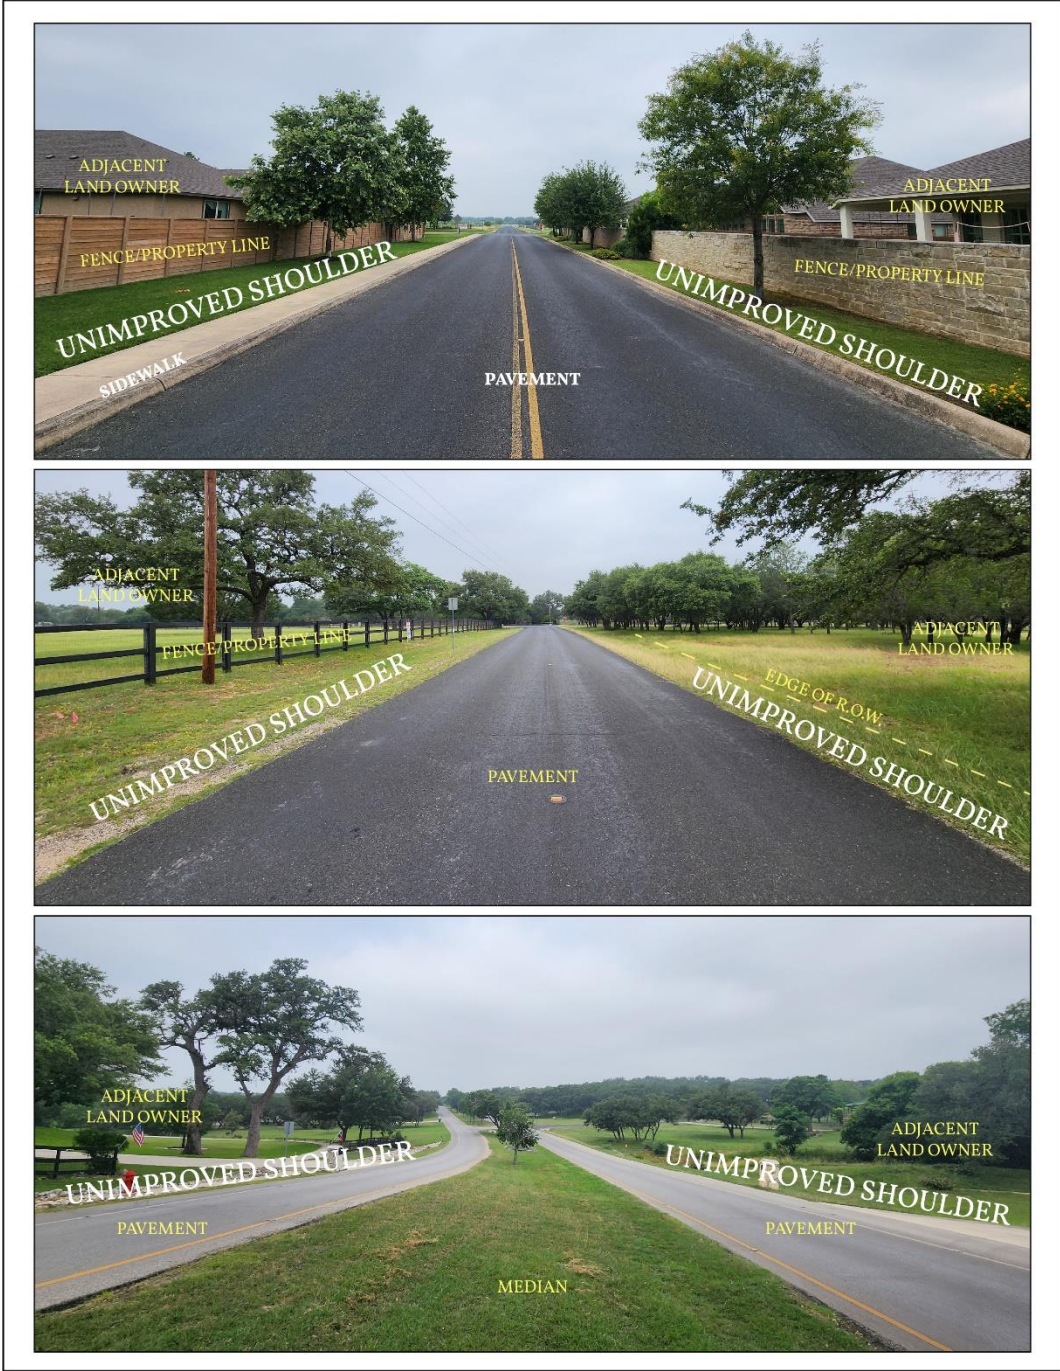 ADJACENT
LAND OWNER
FENCE/PROPERTY LINE
UNIMPROVED SHOULDER
SIDEWALK
PAVEMENT
ADJACENT
LAND OWNER
FENCE/PROPERTY LINE
UNIMPROVED SHOULDER
ADJACENT
LAND OWNER
FENCE/PROPERTY LINE
UNIMPROVED SHOULDER
PAVEMENT
ADJACENT
LAND OWNER
EDGE OF R.O.W.
UNIMPROVED SHOULDER
ADJACENT
LAND OWNER
UNIMPROVED SHOULDER
PAVEMENT
MEDIAN
ADJACENT
LAND OWNER
UNIMPROVED SHOULDER
PAVEMENT